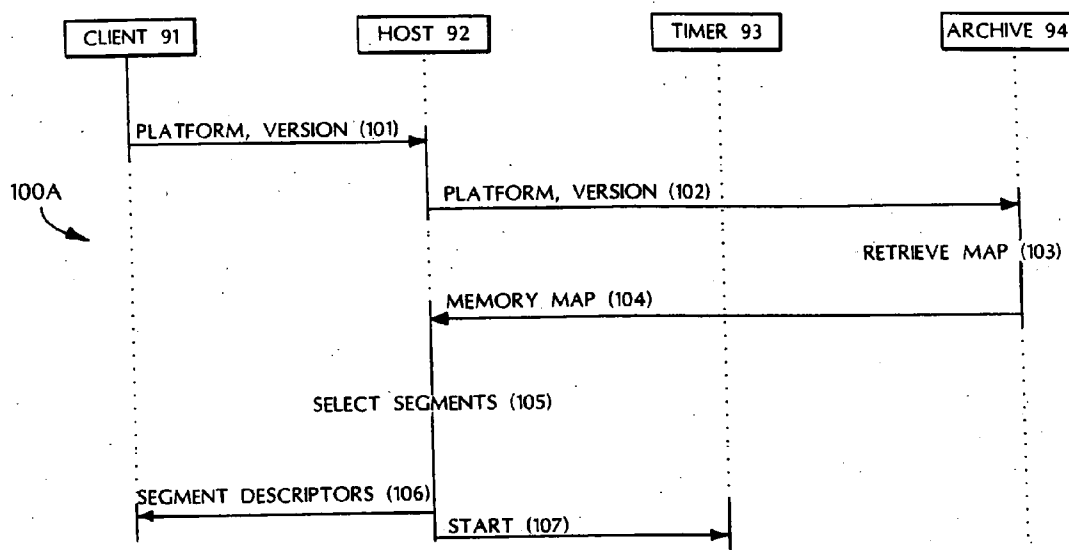 CLIENT 91
HOST 92
TIMER 93
ARCHIVE 94
PLATFORM, VERSION (101)
PLATFORM, VERSION (102)
100A
RETRIEVE MAP (103)
MEMORY MAP (104)
SELECT SEGMENTS (105)
SEGMENT DESCRIPTORS (106)
START (107)